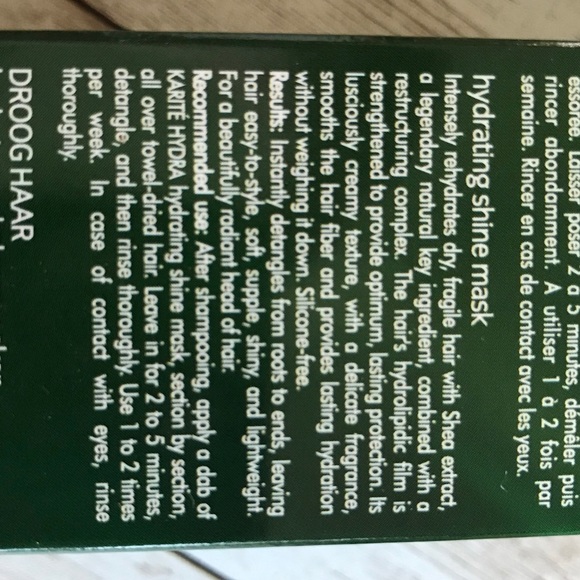 essorée. Laisser poser 2 à 5 minutes, démêler puis
rincer abondamment. A utiliser 1 à 2 fois par
semaine. Rincer en cas de contact avec les yeux.
hydrating shine mask
Intensely rehydrates dry, fragile hair with Shea extract,
a legendary natural key ingredient, combined with a
restructuring complex. The hair's hydrolipidic film is
strengthened to provide optimum, lasting protection. Its
lusciously creamy texture, with a delicate fragrance,
smooths the hair fiber and provides lasting hydration
without weighing it down. Silicone-free.
Results: Instantly detangles from roots to ends, leaving
hair easy-to-style, soft, supple, shiny, and lightweight.
For a beautifully radiant head of hair.
Recommended use: After shampooing, apply a dab of
KARITÉ HYDRA hydrating shine mask, section by section,
all over towel-dried hair. Leave in for 2 to 5 minutes,
detangle, and then rinse thoroughly. Use 1 to 2 times
per week. In case of contact with eyes, rinse
thoroughly.
DROOG HAAR